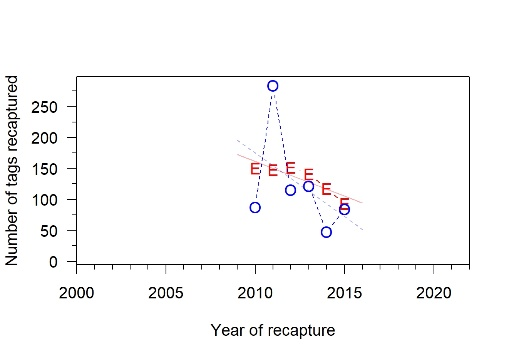 Number of tags recaptured
250
200
150
100
50
0
O
O
O
O
O
O
E
E
E
E
E
E
2000
2005
2010
2015
2020
Year of recapture